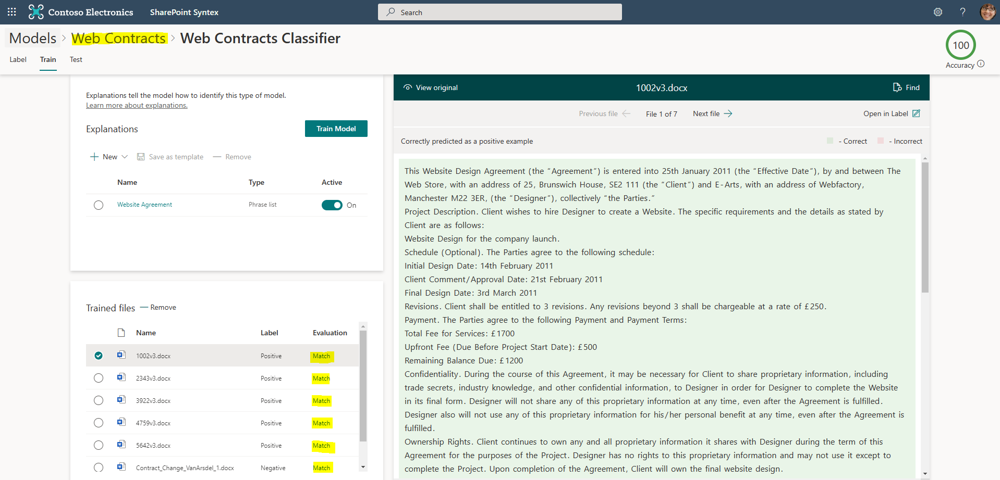 Contoso Electronics SharePoint Syntex Search ?
Models > Web Contracts > Web Contracts Classifier
100
Accuracy
Label Train Test
Explanations tell the model how to identify this type of model.
Learn more about explanations.
Explanations Train Model
New Save as template Remove
Name Type Active
Website Agreement Phrase list On
Trained files Remove
Name Label Evaluation
1002v3.docx Positive Match
2343v3.docx Positive Match
3922v3.docx Positive Match
4759v3.docx Positive Match
5642v3.docx Positive Match
Contract_Change_VanArsdel_1.docx Negative Match
View original 1002v3.docx Find
Previous file File 1 of 7 Next file Open in Label
Correctly predicted as a positive example - Correct - Incorrect
This Website Design Agreement (the “Agreement”) is entered into 25th January 2011 (the “Effective Date”), by and between The
Web Store, with an address of 25, Brunswich House, SE2 111 (the “Client”) and E-Arts, with an address of Webfactory,
Manchester M22 3ER, (the “Designer”), collectively “the Parties.”
Project Description. Client wishes to hire Designer to create a Website. The specific requirements and the details as stated by
Client are as follows:
Website Design for the company launch.
Schedule (Optional). The Parties agree to the following schedule:
Initial Design Date: 14th February 2011
Client Comment/Approval Date: 21st February 2011
Final Design Date: 3rd March 2011
Revisions. Client shall be entitled to 3 revisions. Any revisions beyond 3 shall be chargeable at a rate of £250.
Payment. The Parties agree to the following Payment and Payment Terms:
Total Fee for Services: £1700
Upfront Fee (Due Before Project Start Date): £500
Remaining Balance Due: £1200
Confidentiality. During the course of this Agreement, it may be necessary for Client to share proprietary information, including
trade secrets, industry knowledge, and other confidential information, to Designer in order for Designer to complete the Website
in its final form. Designer will not share any of this proprietary information at any time, even after the Agreement is fulfilled.
Designer also will not use any of this proprietary information for his/her personal benefit at any time, even after the Agreement is
fulfilled.
Ownership Rights. Client continues to own any and all proprietary information it shares with Designer during the term of this
Agreement for the purposes of the Project. Designer has no rights to this proprietary information and may not use it except to
complete the Project. Upon completion of the Agreement, Client will own the final website design.